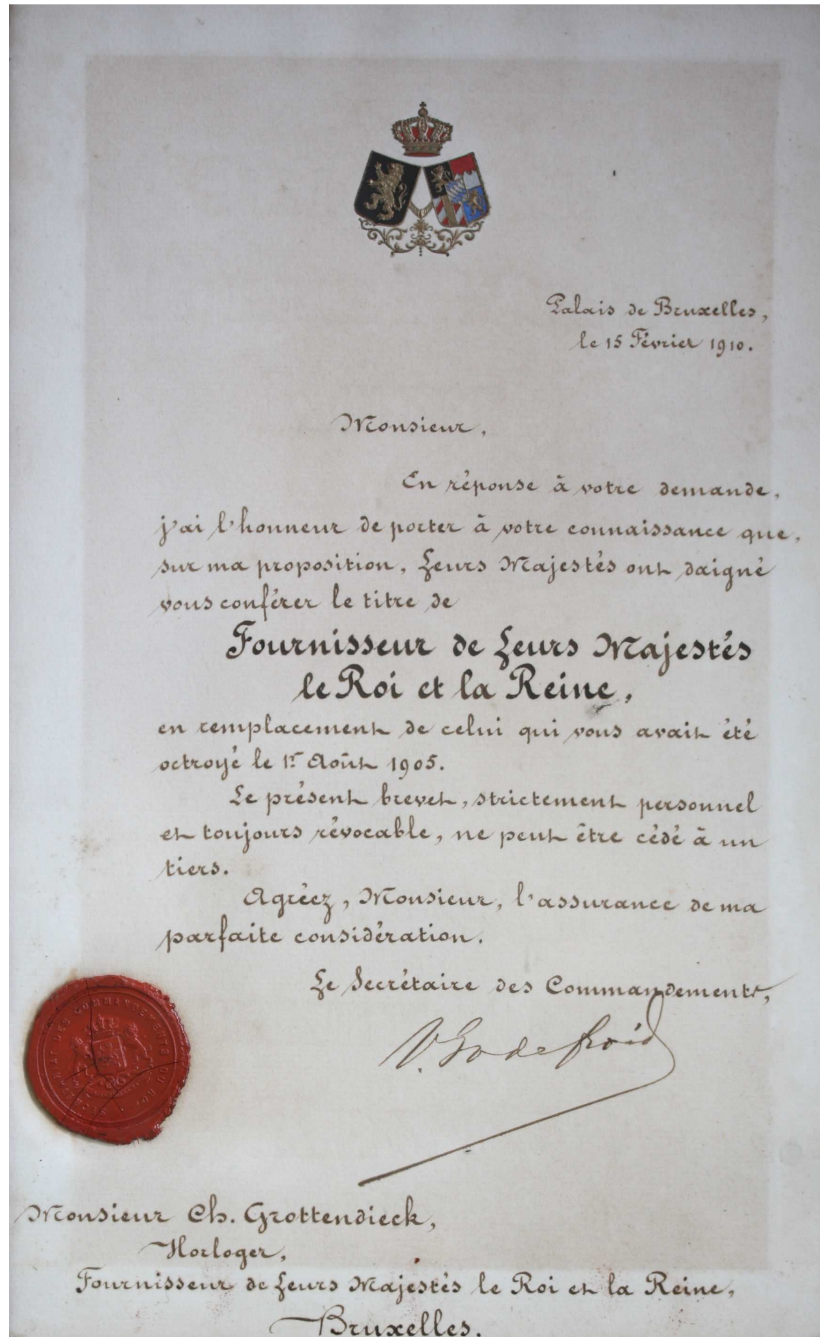 Palais de Bruxelles,
le 15 Février 1910.
Monsieur,
En réponse à votre demande,
j'ai l'honneur de porter à votre connaissance que,
sur ma proposition, Leurs Majestés ont daigné
vous conférer le titre de
Fournisseur de Leurs Majestés
le Roi et la Reine,
en remplacement de celui qui vous avait été
octroyé le 1er Août 1905.
Le présent brevet, strictement personnel
et toujours révocable, ne peut être cédé à un
tiers.
Agréez, Monsieur, l'assurance de ma
parfaite considération.
Le Secrétaire des Commandements,
V. Godefroid
DES COMMANDEMENTS DU ROI
Monsieur Ch. Grottendieck,
Horloger,
Fournisseur de Leurs Majestés le Roi et la Reine,
Bruxelles.